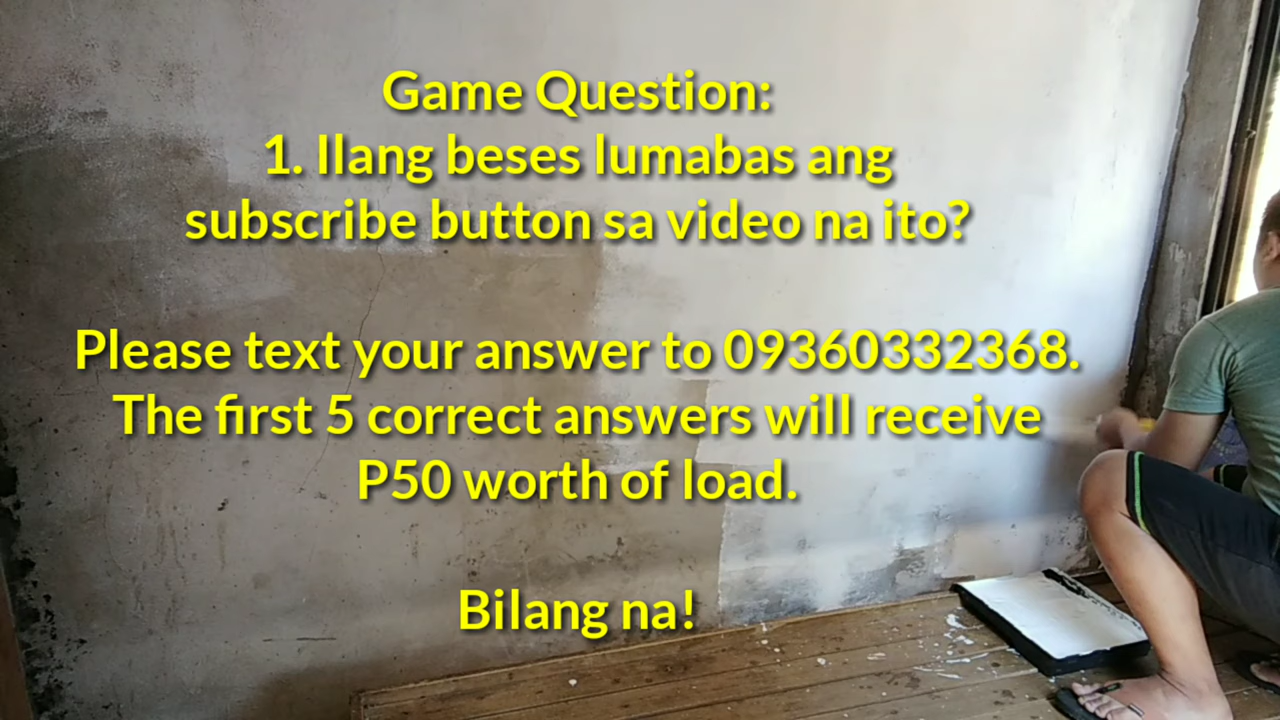 Game Question:
1. Ilang beses lumabas ang
subscribe button sa video na ito?
Please text your answer to 09360332368.
The first 5 correct answers will receive
P50 worth of load.
Bilang na!